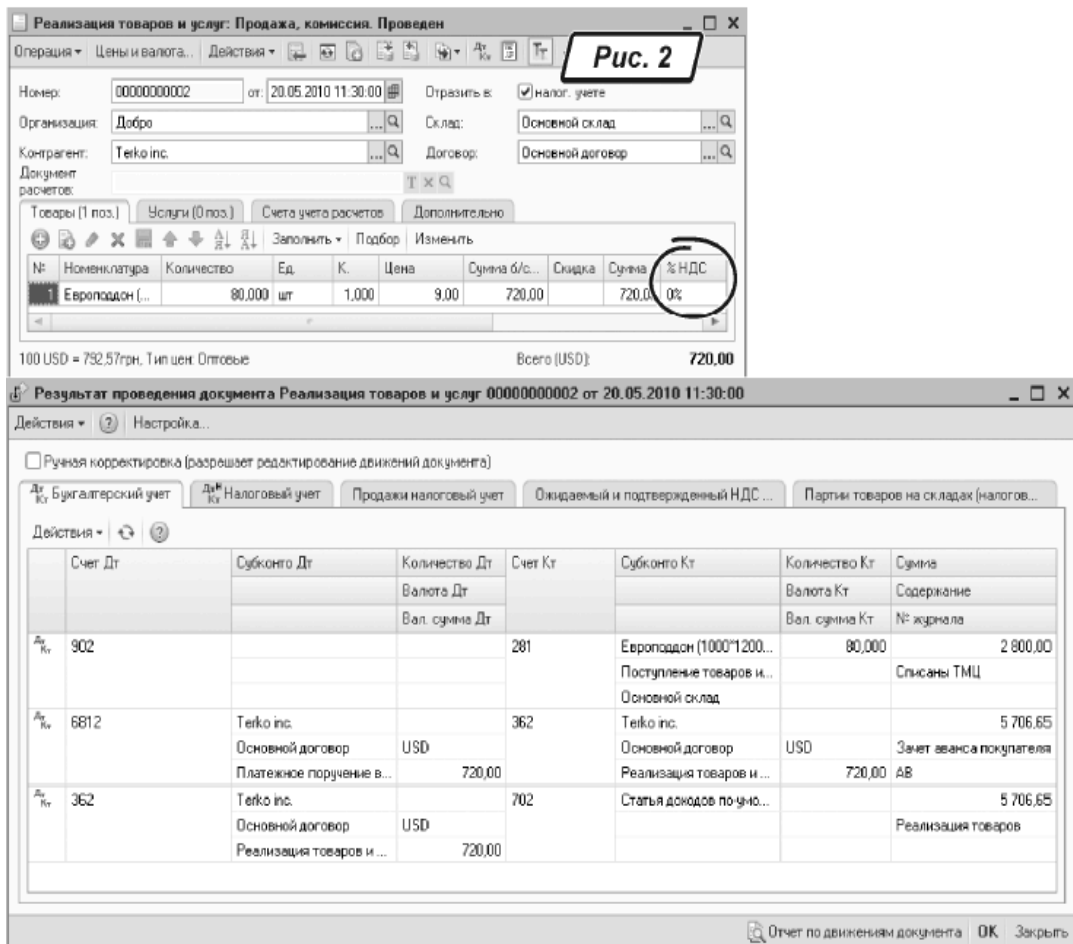 Реализация товаров и услуг: Продажа, комиссия. Проведен
Операция Цены и валюта... Действия
Рис. 2
Номер: 00000000002 от: 20.05.2010 11:30:00 Отразить в: налог. учете
Организация: Добро ... Склад: Основной склад ...
Контрагент: Terko inc. ... Договор: Основной договор ...
Документ расчетов:
Товары (1 поз.) Услуги (0 поз.) Счета учета расчетов Дополнительно
Заполнить Подбор Изменить
№ Номенклатура Количество Ед. К. Цена Сумма б/с... Скидка Сумма % НДС
1 Европоддон (... 80,000 шт 1,000 9,00 720,00 720,0 0%
100 USD = 792,57грн, Тип цен: Оптовые Всего (USD): 720,00
Результат проведения документа Реализация товаров и услуг 00000000002 от 20.05.2010 11:30:00
Действия Настройка...
Ручная корректировка (разрешает редактирование движений документа)
Бухгалтерский учет Налоговый учет Продажи налоговый учет Ожидаемый и подтвержденный НДС ... Партии товаров на складах (налогов...
Действия
Счет Дт Субконто Дт Количество Дт Счет Кт Субконто Кт Количество Кт Сумма
Валюта Дт Валюта Кт Содержание
Вал. сумма Дт Вал. сумма Кт № журнала
902 281 Европоддон (1000*1200... 80,000 2 800,00
Поступление товаров и... Списаны ТМЦ
Основной склад
6812 Terko inc. 362 Terko inc. 5 706,65
Основной договор USD Основной договор USD Зачет аванса покупателя
Платежное поручение в... 720,00 Реализация товаров и ... 720,00 АВ
362 Terko inc. 702 Статья доходов по-умо... 5 706,65
Основной договор USD Реализация товаров
Реализация товаров и ... 720,00
Отчет по движениям документа OK Закрыть